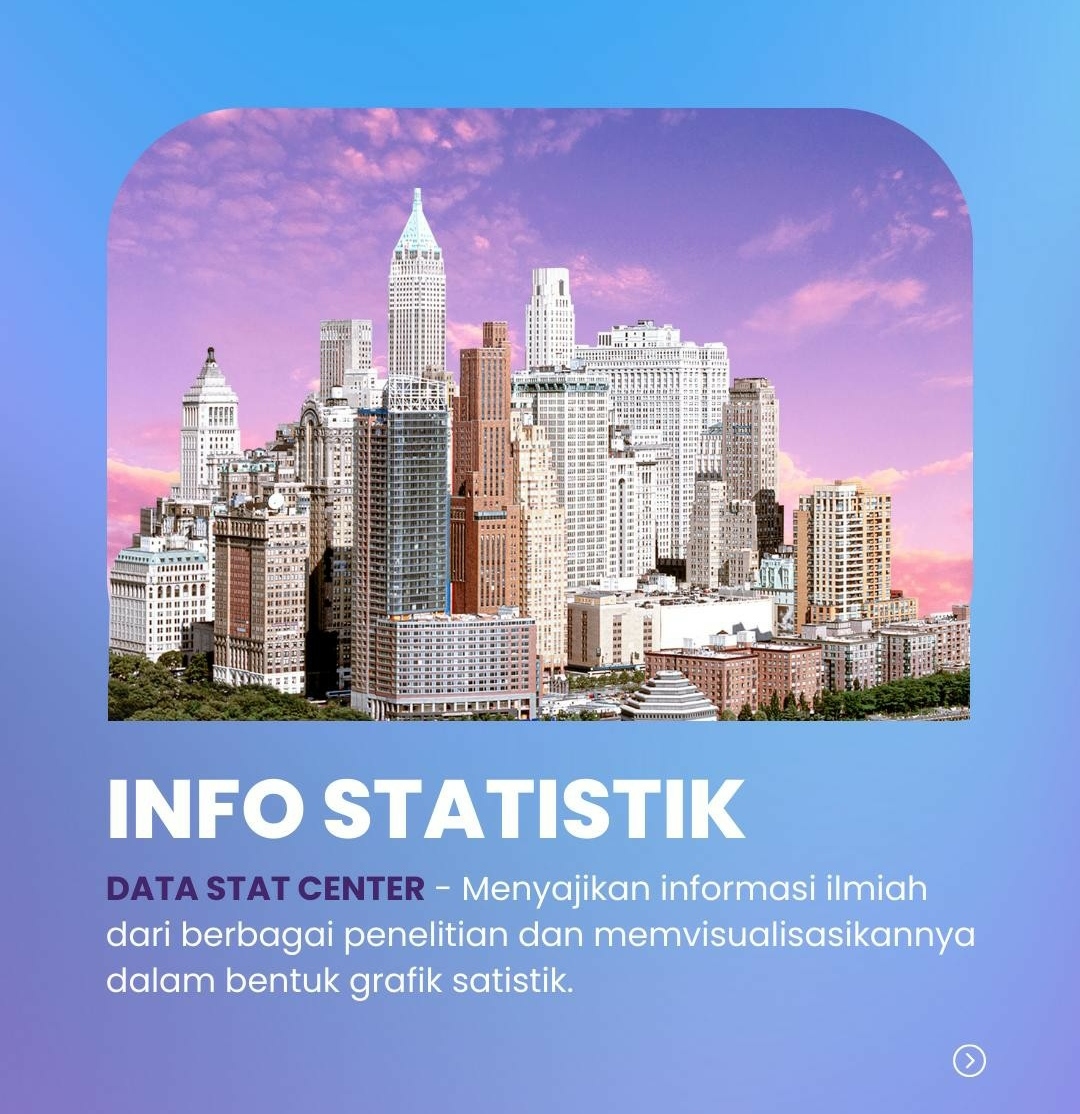 INFO STATISTIK
DATA STAT CENTER - Menyajikan informasi ilmiah
dari berbagai penelitian dan memvisualisasikannya
dalam bentuk grafik satistik.